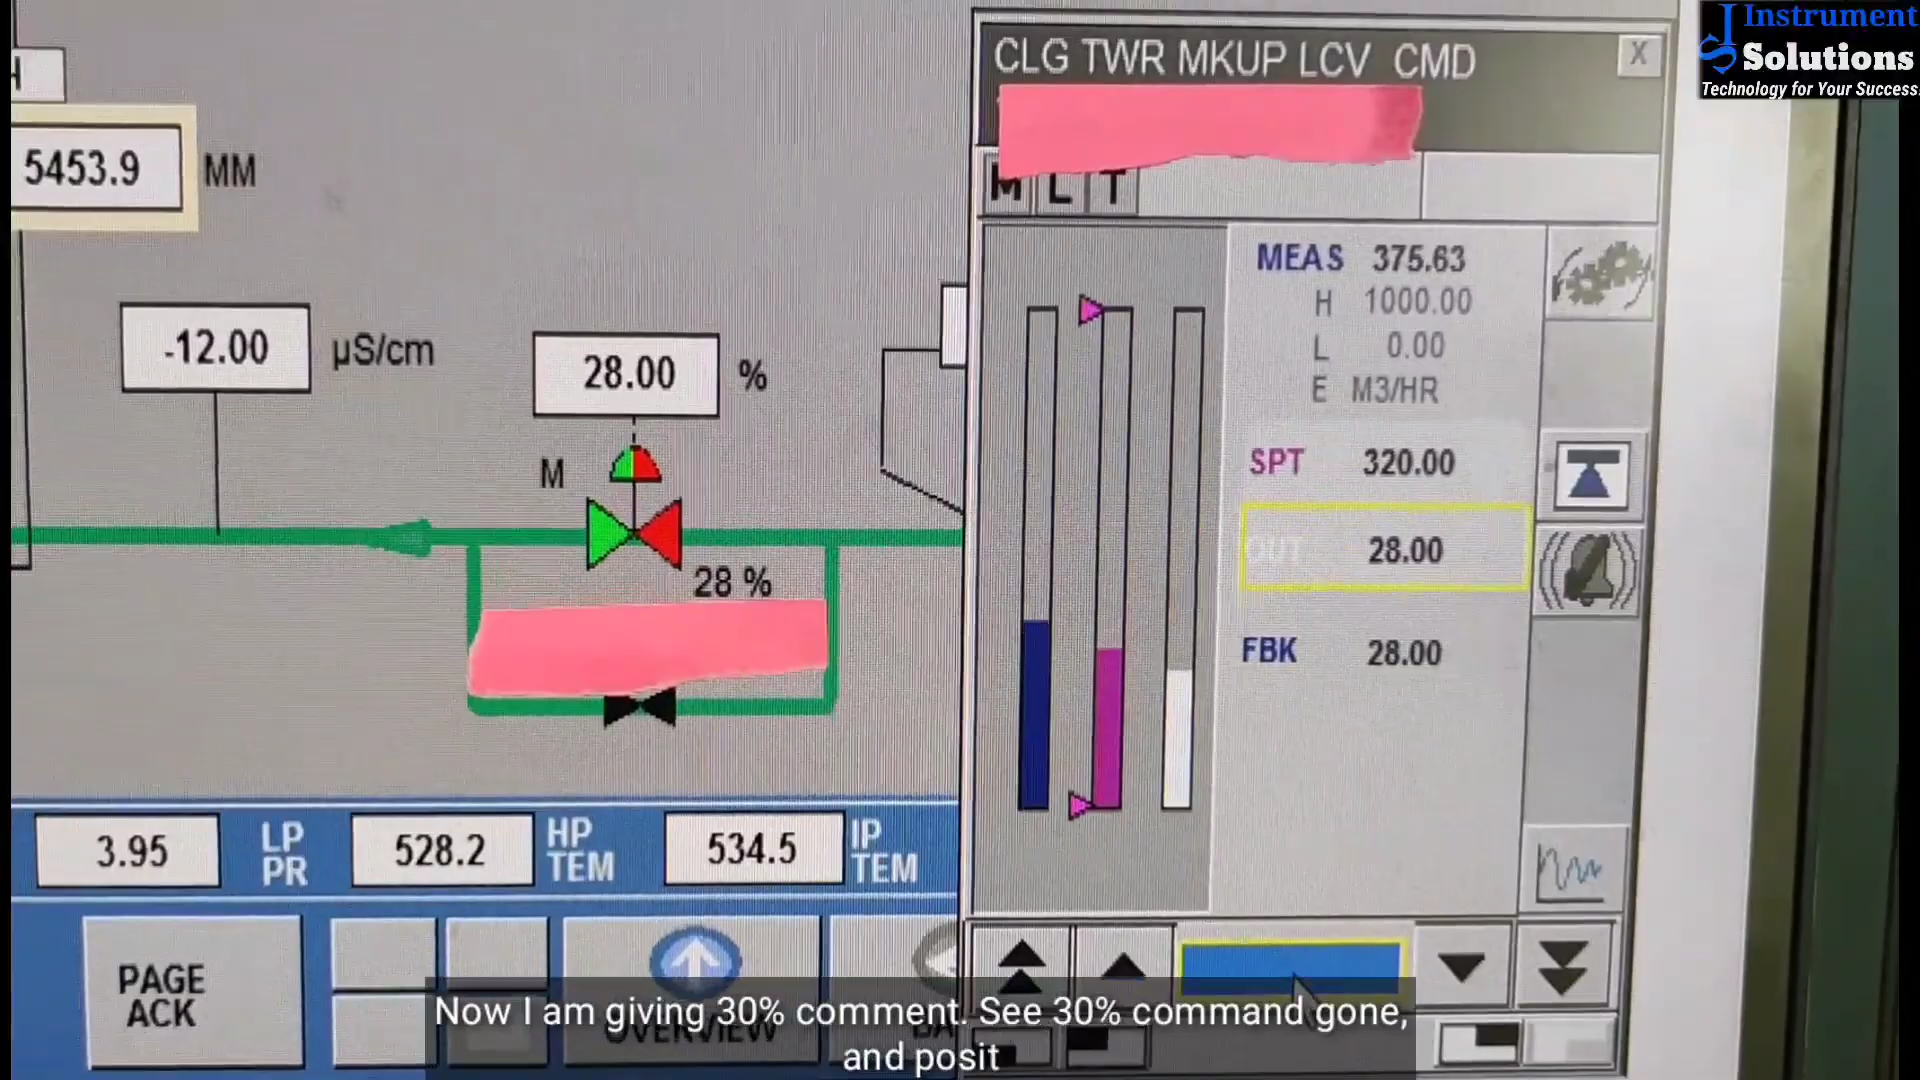 Instrument
Solutions
Technology for Your Success.
CLG TWR MKUP LCV CMD
X
M L T
5453.9 MM
-12.00 µS/cm
28.00 %
M
28 %
MEAS 375.63
H 1000.00
L 0.00
E M3/HR
SPT 320.00
OUT 28.00
FBK 28.00
3.95 LP PR
528.2 HP TEM
534.5 IP TEM
PAGE
ACK
OVERVIEW
Now I am giving 30% comment. See 30% command gone,
and posit